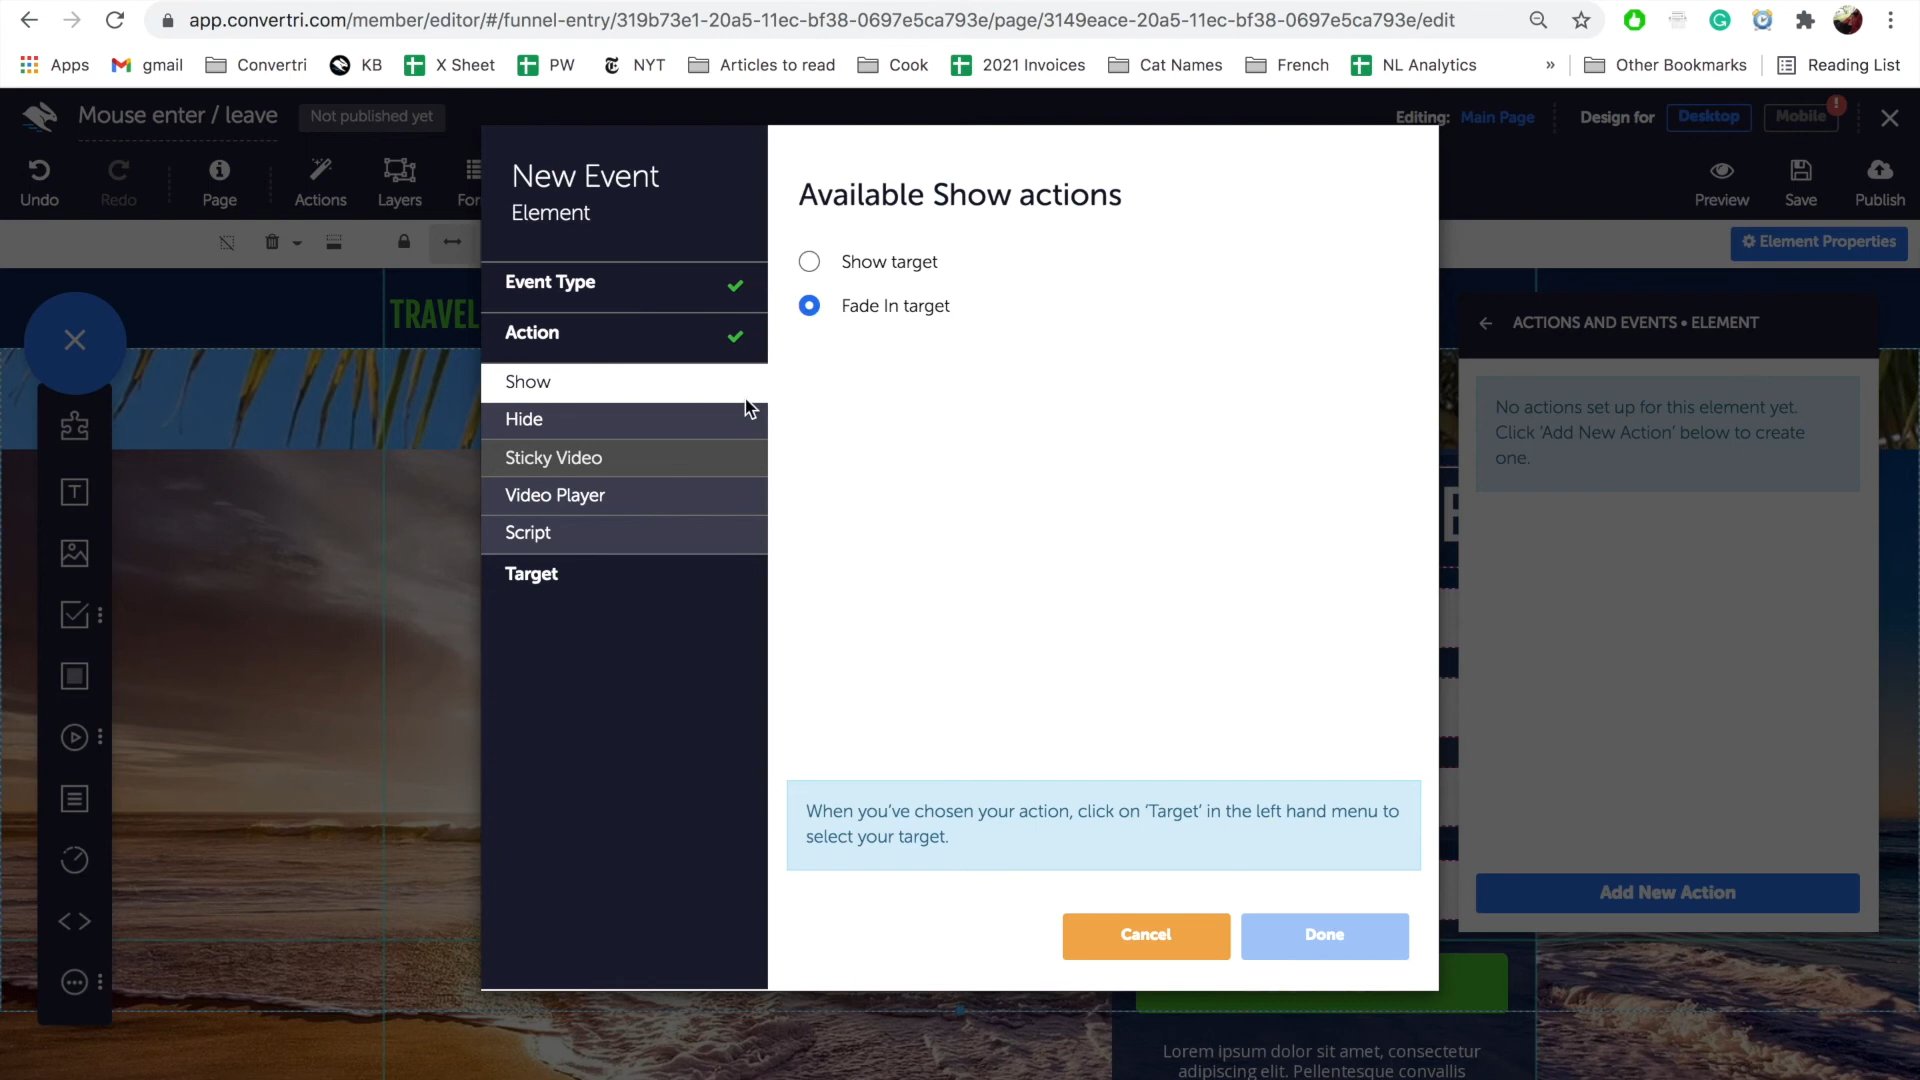 app.convertri.com/member/editor/#/funnel-entry/319b73e1-20a5-11ec-bf38-0697e5ca793e/page/3149eace-20a5-11ec-bf38-0697e5ca793e/edit
Apps gmail Convertri KB X Sheet PW NYT Articles to read Cook 2021 Invoices Cat Names French NL Analytics » Other Bookmarks Reading List
Mouse enter / leave Not published yet Editing: Main Page Design for Desktop Mobile !
Undo Redo Page Actions Layers For Preview Save Publish
Element Properties
TRAVEL
New Event
Element
Event Type
Action
Show
Hide
Sticky Video
Video Player
Script
Target
Available Show actions
Show target
Fade In target
When you've chosen your action, click on 'Target' in the left hand menu to
select your target.
Cancel Done
ACTIONS AND EVENTS • ELEMENT
No actions set up for this element yet.
Click 'Add New Action' below to create
one.
Add New Action
Lorem ipsum dolor sit amet, consectetur
adipiscing elit. Pellentesque convallis